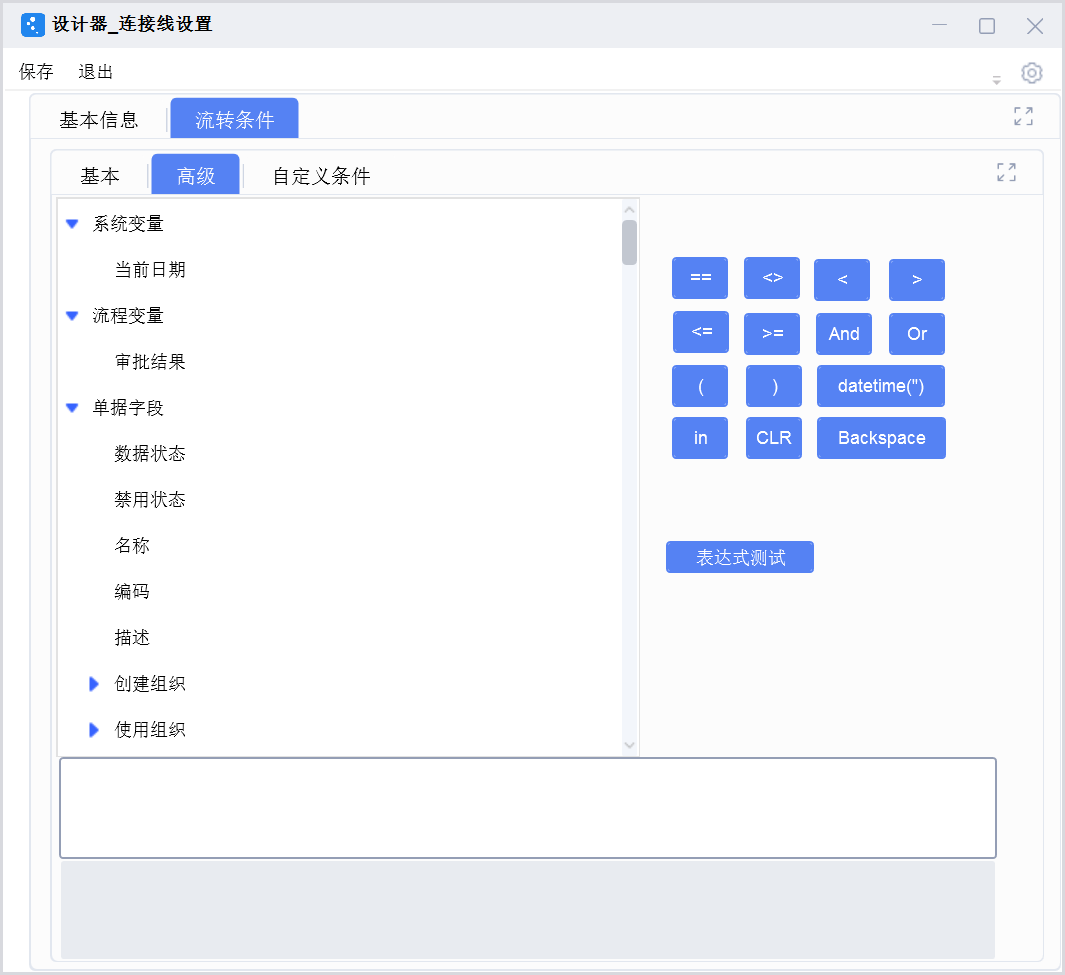 设计器_连接线设置
保存 退出
基本信息 流转条件
基本 高级 自定义条件
系统变量
当前日期
流程变量
审批结果
单据字段
数据状态
禁用状态
名称
编码
描述
创建组织
使用组织
== <> < >
<= >= And Or
( ) datetime('')
in CLR Backspace
表达式测试